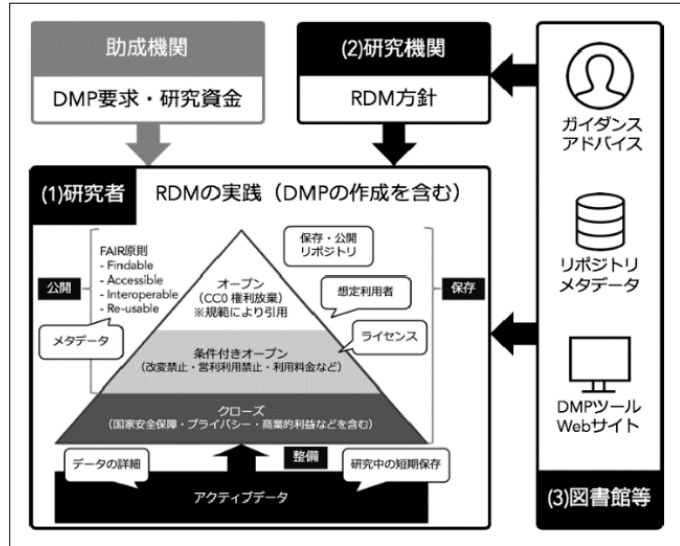 助成機関
DMP要求・研究資金
(2)研究機関
RDM方針
ガイダンス
アドバイス
リポジトリ
メタデータ
DMPツール
Webサイト
(3)図書館等
(1)研究者
RDMの実践（DMPの作成を含む）
FAIR原則
- Findable
- Accessible
- Interoperable
- Re-usable
公開
メタデータ
保存・公開
リポジトリ
想定利用者
ライセンス
保存
オープン
（CC0 権利放棄）
※規範により引用
条件付きオープン
（改変禁止・営利利用禁止・利用料金など）
クローズ
（国家安全保障・プライバシー・商業的利益などを含む）
データの詳細
整備
研究中の短期保存
アクティブデータ